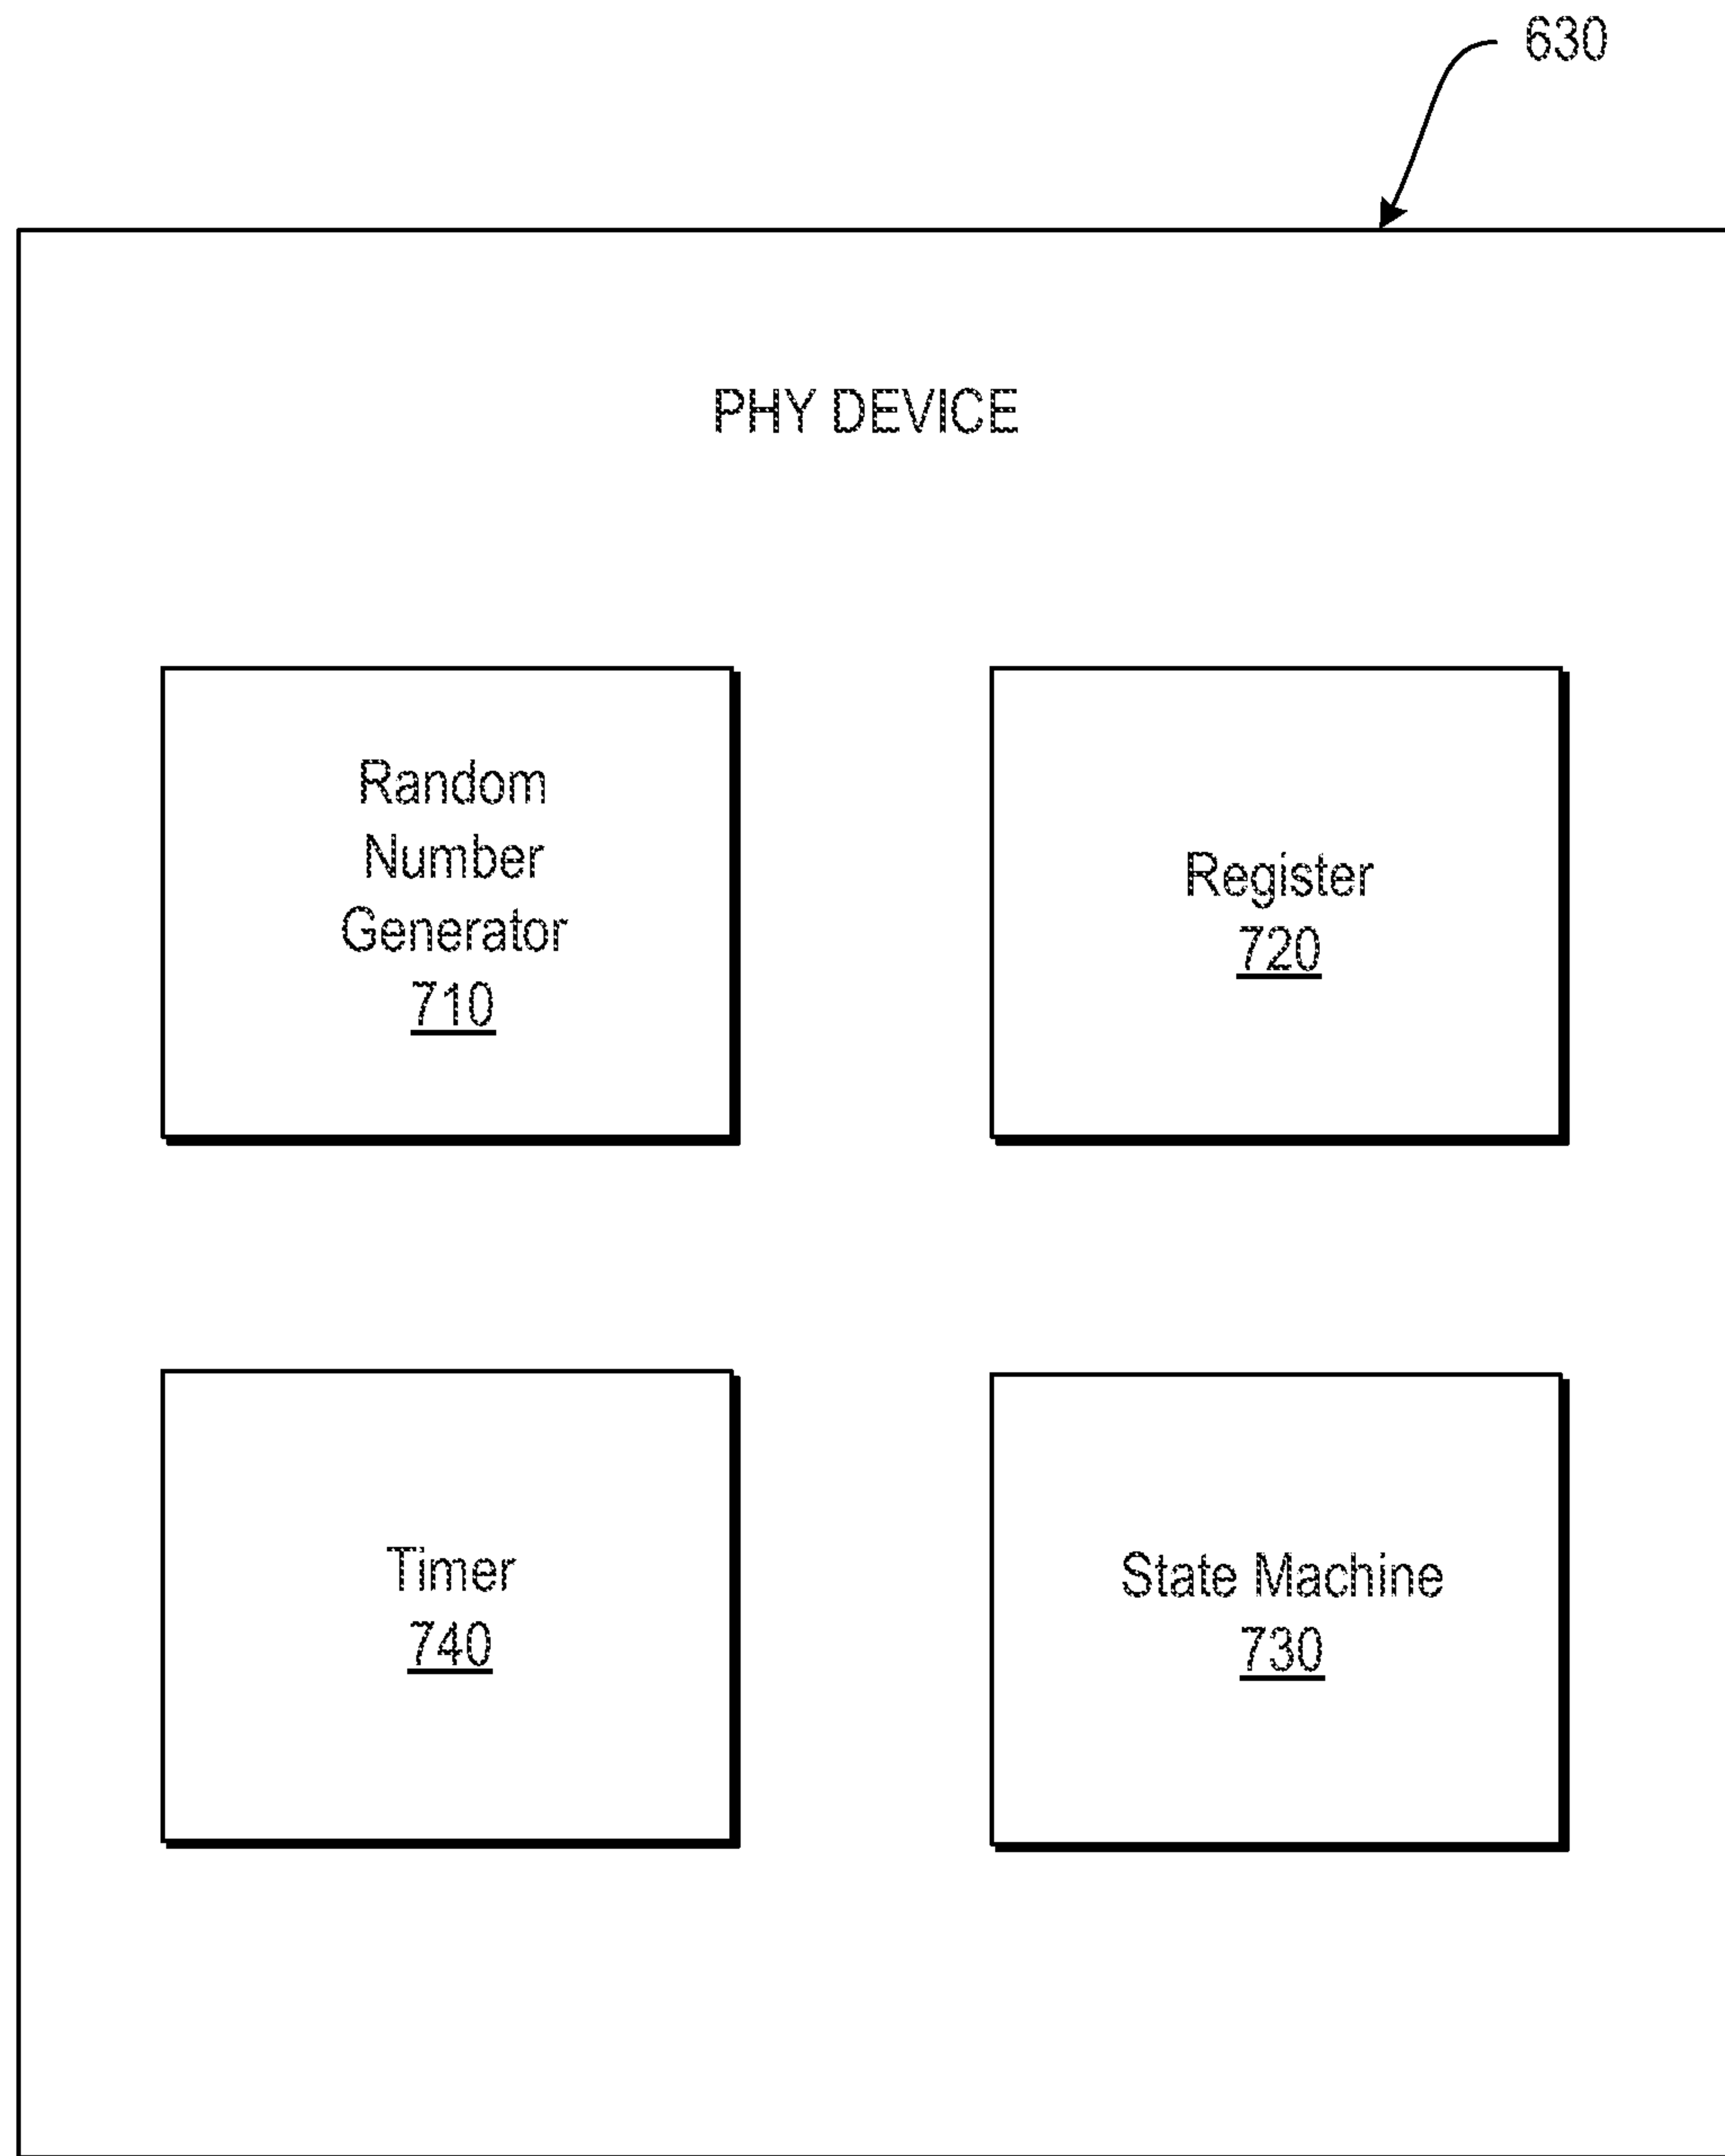 630
PHY DEVICE
Random
Number
Generator
710
Register
720
Timer
740
State Machine
730